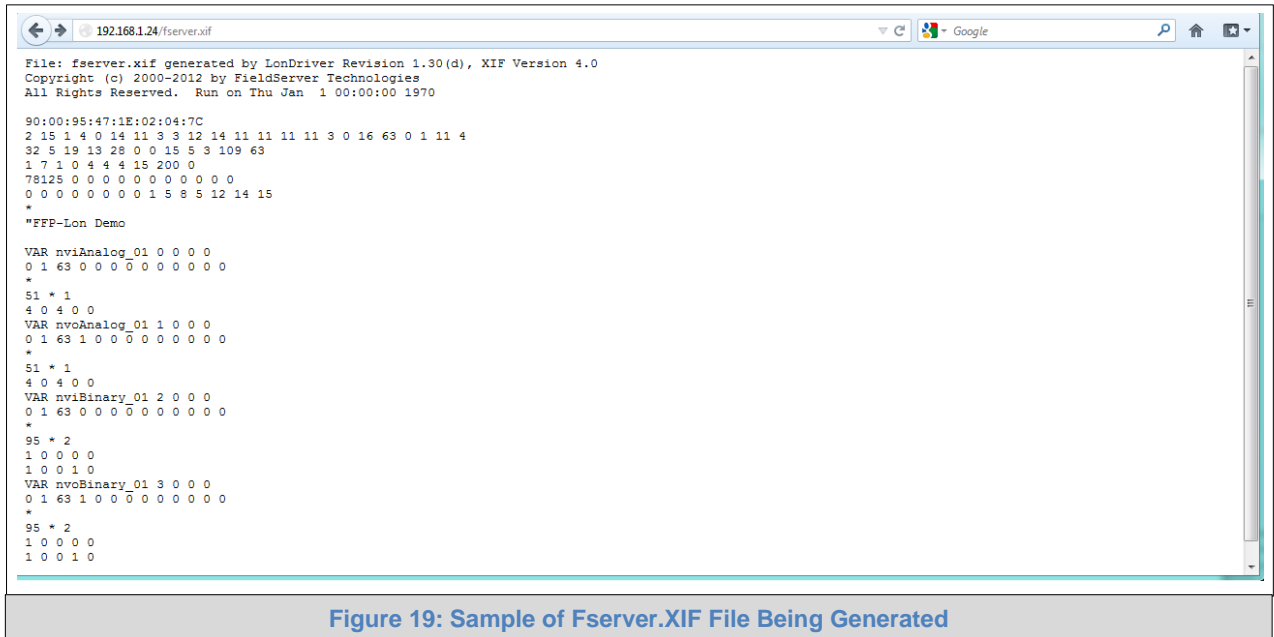 192.168.1.24/fserver.xif
Google
File: fserver.xif generated by LonDriver Revision 1.30(d), XIF Version 4.0
Copyright (c) 2000-2012 by FieldServer Technologies
All Rights Reserved.  Run on Thu Jan  1 00:00:00 1970
90:00:95:47:1E:02:04:7C
2 15 1 4 0 14 11 3 3 12 14 11 11 11 11 3 0 16 63 0 1 11 4
32 5 19 13 28 0 0 15 5 3 109 63
1 7 1 0 4 4 4 15 200 0
78125 0 0 0 0 0 0 0 0 0 0 0
0 0 0 0 0 0 0 0 1 5 8 5 12 14 15
*
"FFP-Lon Demo
VAR nviAnalog_01 0 0 0 0
0 1 63 0 0 0 0 0 0 0 0 0 0
*
51 * 1
4 0 4 0 0
VAR nvoAnalog_01 1 0 0 0
0 1 63 1 0 0 0 0 0 0 0 0 0
*
51 * 1
4 0 4 0 0
VAR nviBinary_01 2 0 0 0
0 1 63 0 0 0 0 0 0 0 0 0 0
*
95 * 2
1 0 0 0 0
1 0 0 1 0
VAR nvoBinary_01 3 0 0 0
0 1 63 1 0 0 0 0 0 0 0 0 0
*
95 * 2
1 0 0 0 0
1 0 0 1 0
Figure 19: Sample of Fserver.XIF File Being Generated